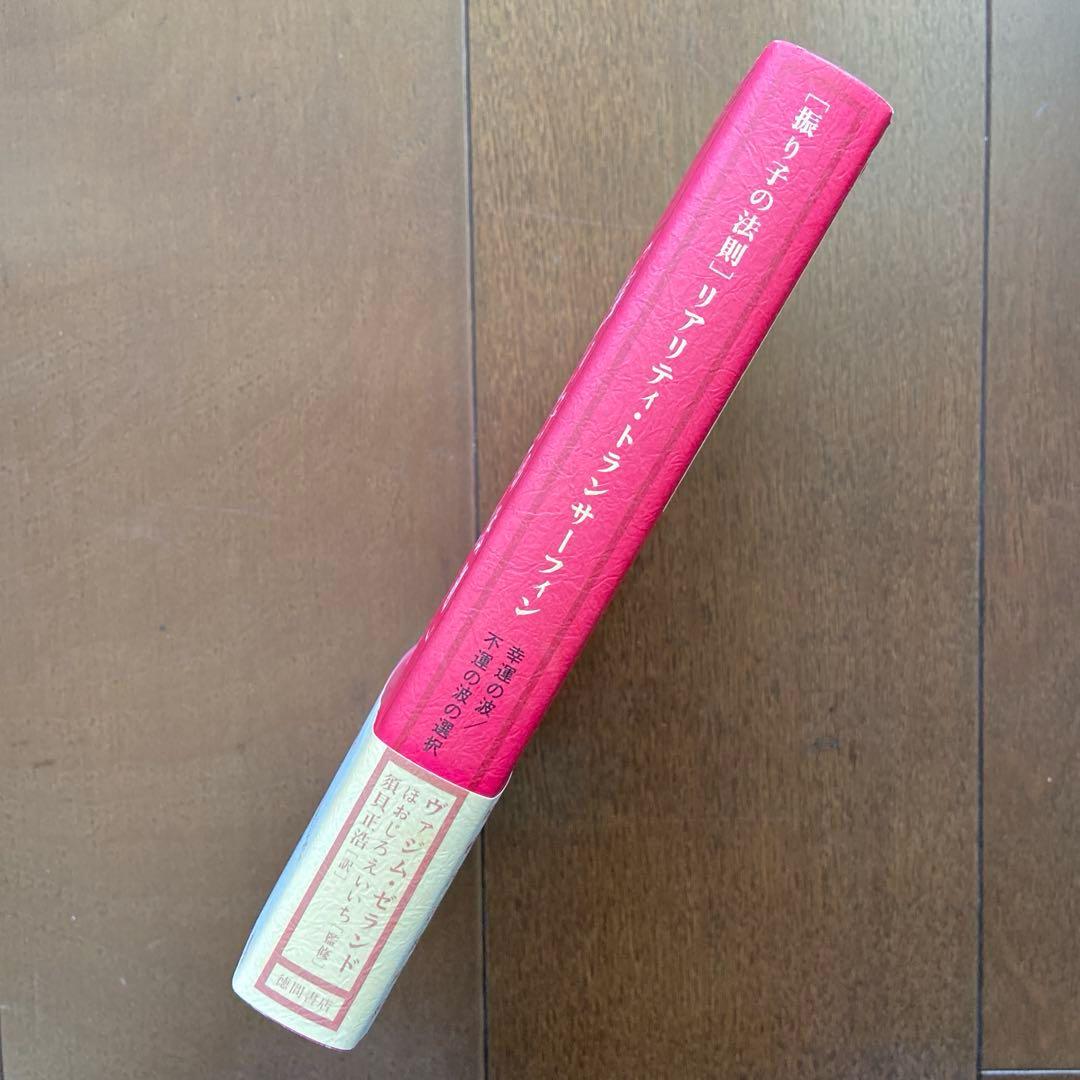 [振り子の法則]リアリティ・トランサーフィン
幸運の波/
不運の波の選択
ヴァジム・ゼランド
ほおじろえいいち[監修]
須貝正浩[訳]
徳間書店